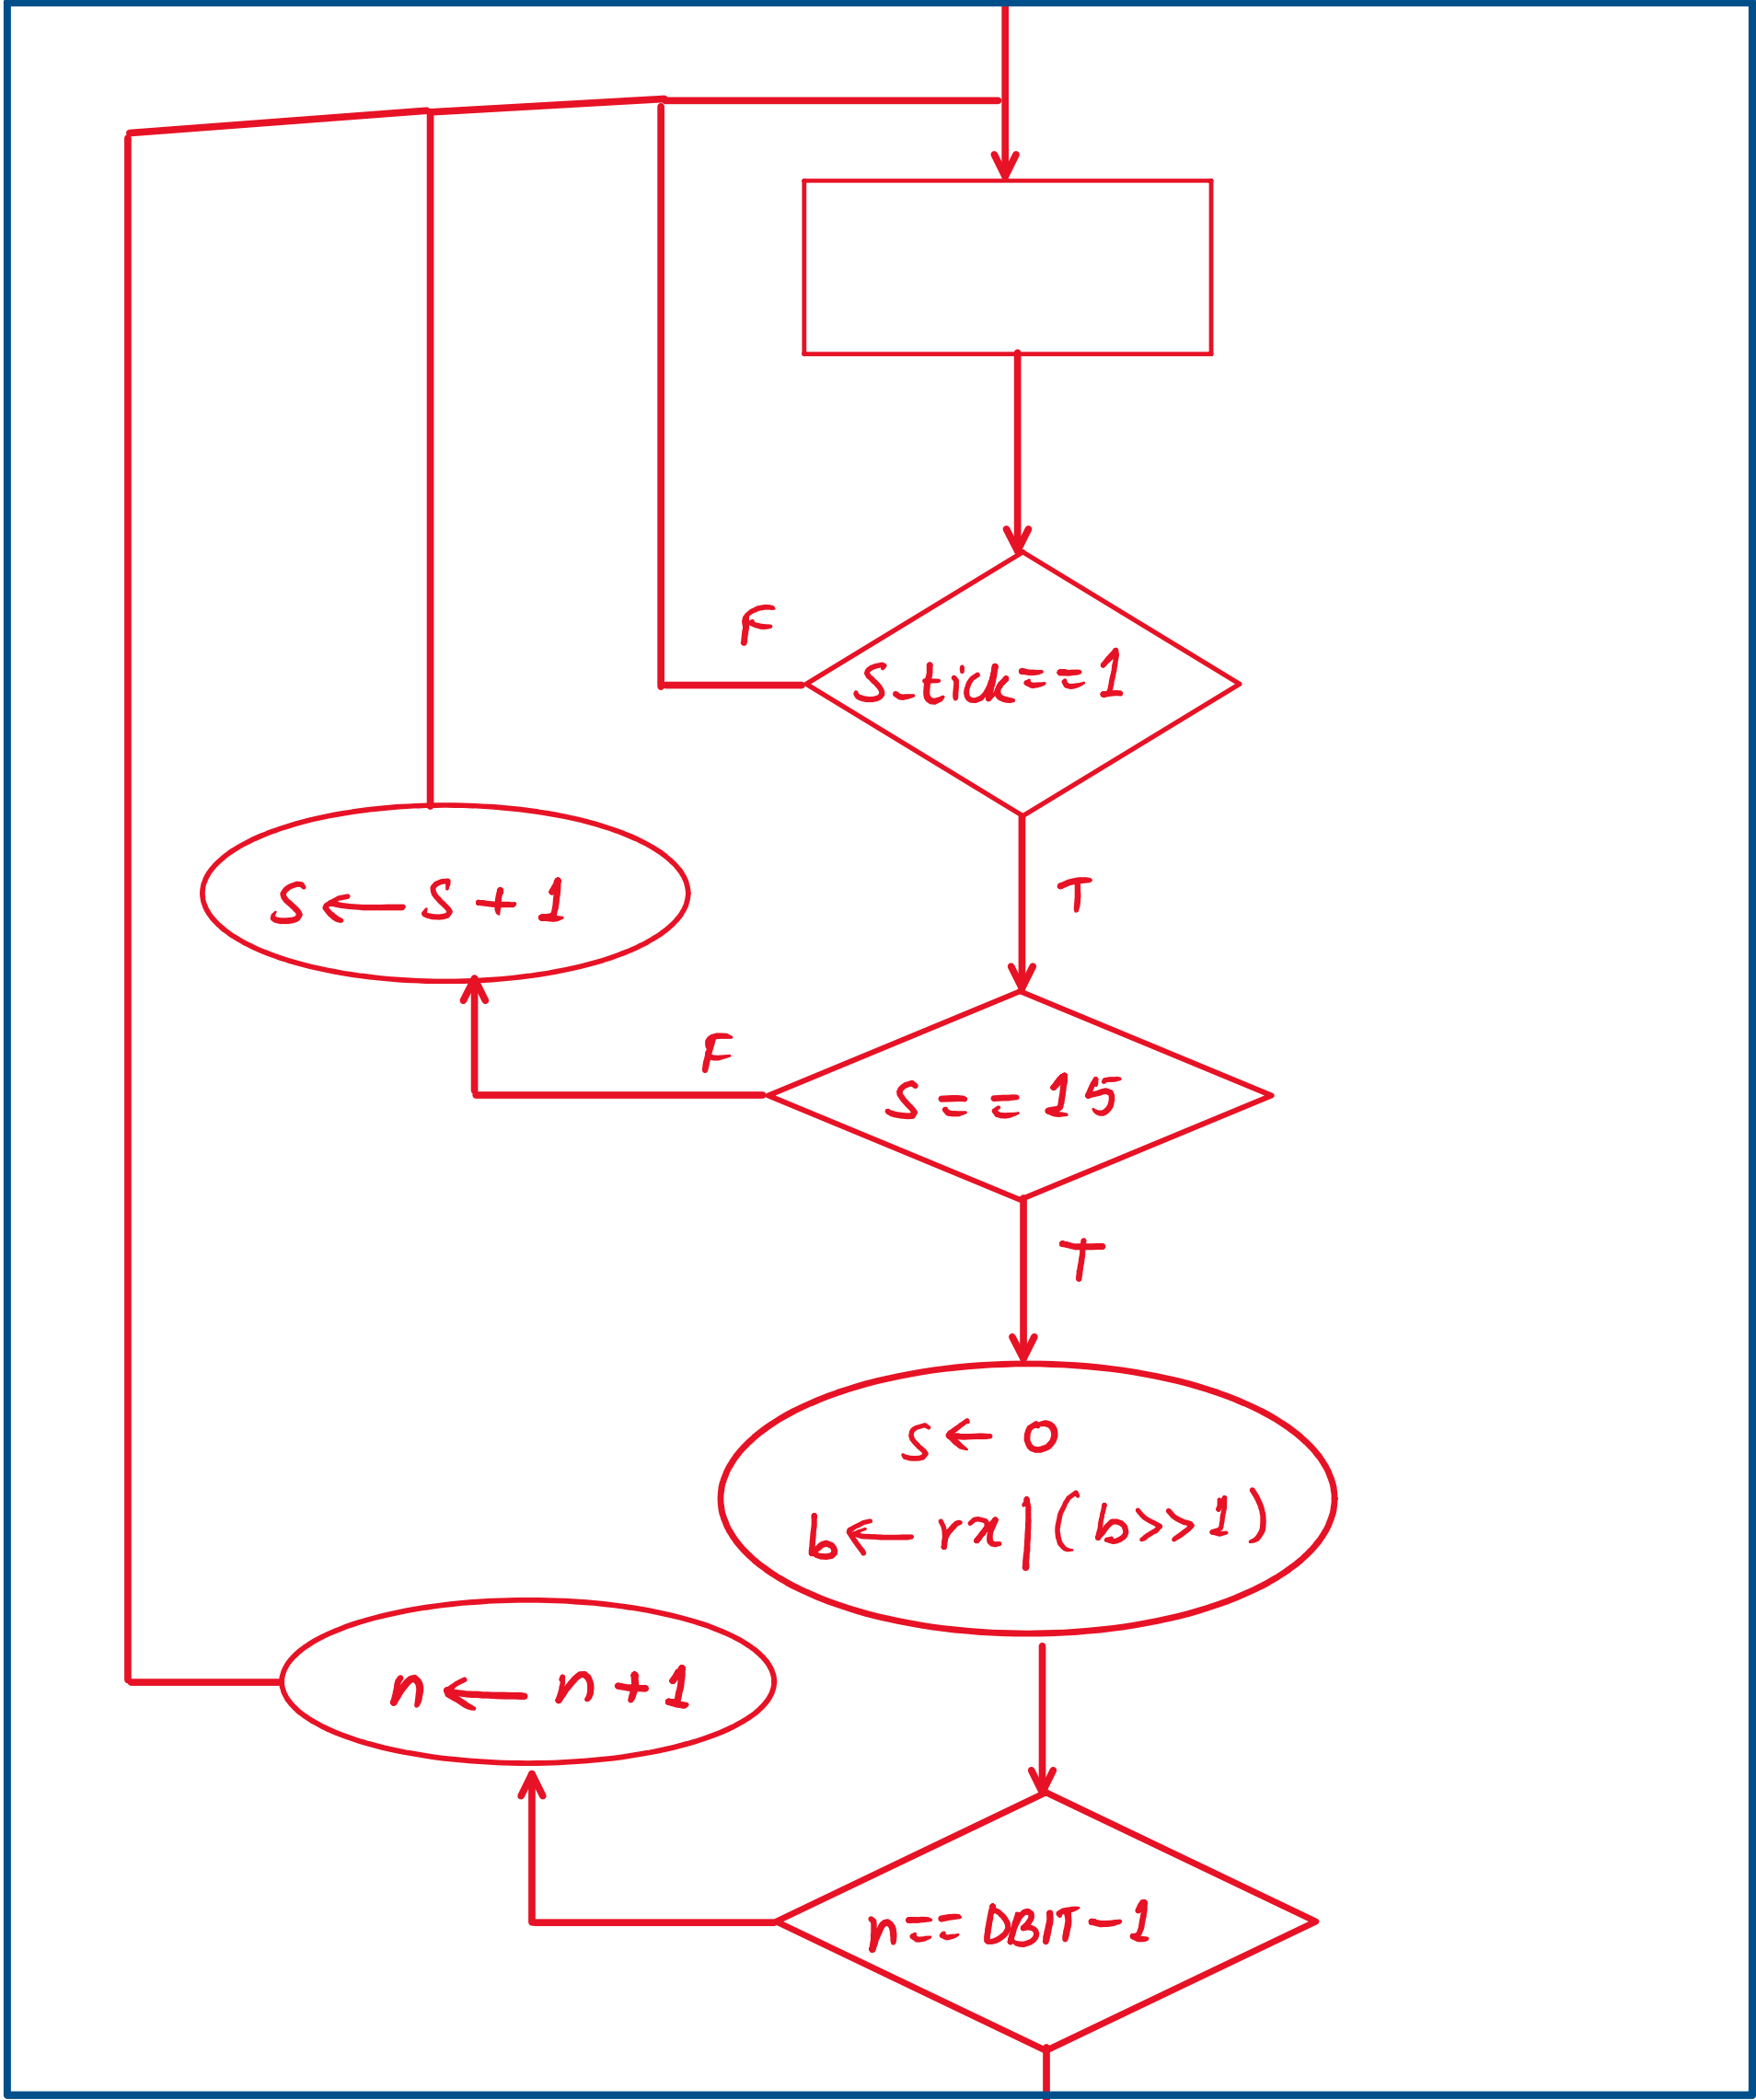 F
s_tick==1
T
s ← s + 1
F
s == 15
T
s ← 0
b ← rx | (b>>1)
n ← n+1
n == DBIT-1